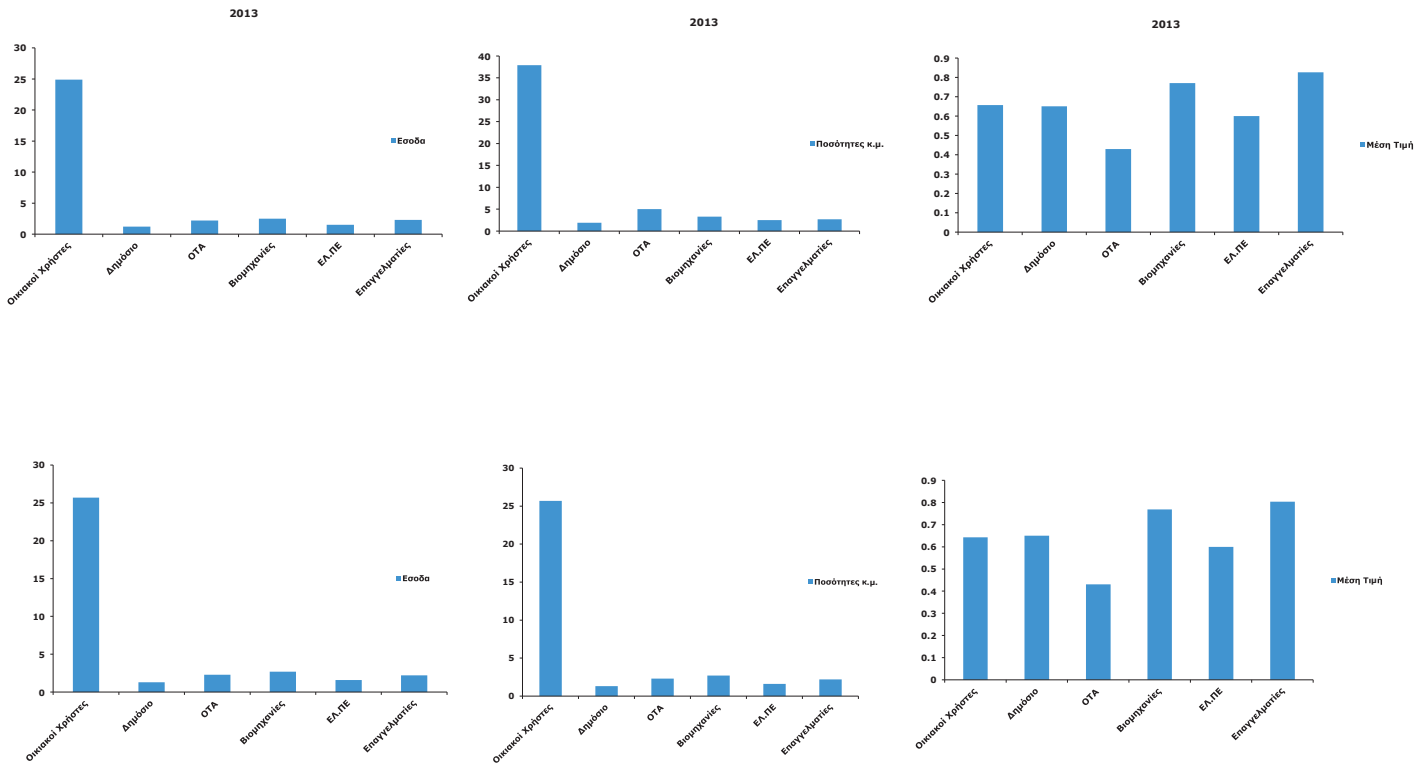 2013
30
25
20
15
10
5
0
Εσοδα
Οικιακοί Χρήστες
Δημόσιο
ΟΤΑ
Βιομηχανίες
ΕΛ.ΠΕ
Επαγγελματίες
2013
40
35
30
25
20
15
10
5
0
Ποσότητες κ.μ.
Οικιακοί Χρήστες
Δημόσιο
ΟΤΑ
Βιομηχανίες
ΕΛ.ΠΕ
Επαγγελματίες
2013
0.9
0.8
0.7
0.6
0.5
0.4
0.3
0.2
0.1
0
Μέση Τιμή
Οικιακοί Χρήστες
Δημόσιο
ΟΤΑ
Βιομηχανίες
ΕΛ.ΠΕ
Επαγγελματίες
30
25
20
15
10
5
0
Εσοδα
Οικιακοί Χρήστες
Δημόσιο
ΟΤΑ
Βιομηχανίες
ΕΛ.ΠΕ
Επαγγελματίες
30
25
20
15
10
5
0
Ποσότητες κ.μ.
Οικιακοί Χρήστες
Δημόσιο
ΟΤΑ
Βιομηχανίες
ΕΛ.ΠΕ
Επαγγελματίες
0.9
0.8
0.7
0.6
0.5
0.4
0.3
0.2
0.1
0
Μέση Τιμή
Οικιακοί Χρήστες
Δημόσιο
ΟΤΑ
Βιομηχανίες
ΕΛ.ΠΕ
Επαγγελματίες